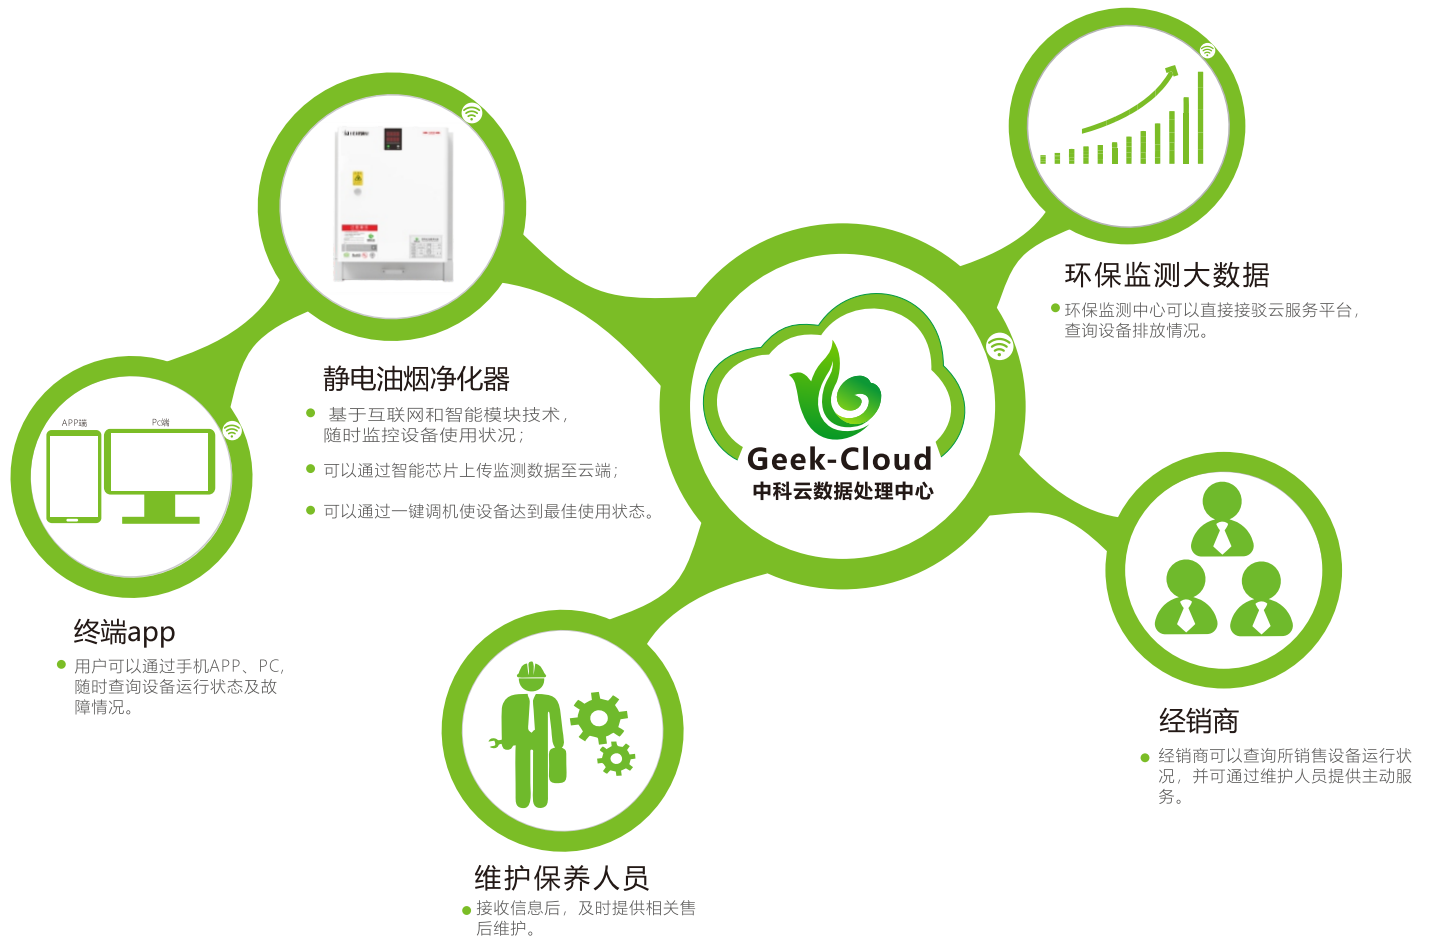 环保监测大数据
环保监测中心可以直接接驳云服务平台，
查询设备排放情况。
静电油烟净化器
基于互联网和智能模块技术，
随时监控设备使用状况；
可以通过智能芯片上传监测数据至云端；
可以通过一键调机使设备达到最佳使用状态。
APP端
Pc端
终端app
用户可以通过手机APP、PC，
随时查询设备运行状态及故
障情况。
Geek-Cloud
中科云数据处理中心
经销商
经销商可以查询所销售设备运行状
况，并可通过维护人员提供主动服
务。
维护保养人员
接收信息后，及时提供相关售
后维护。